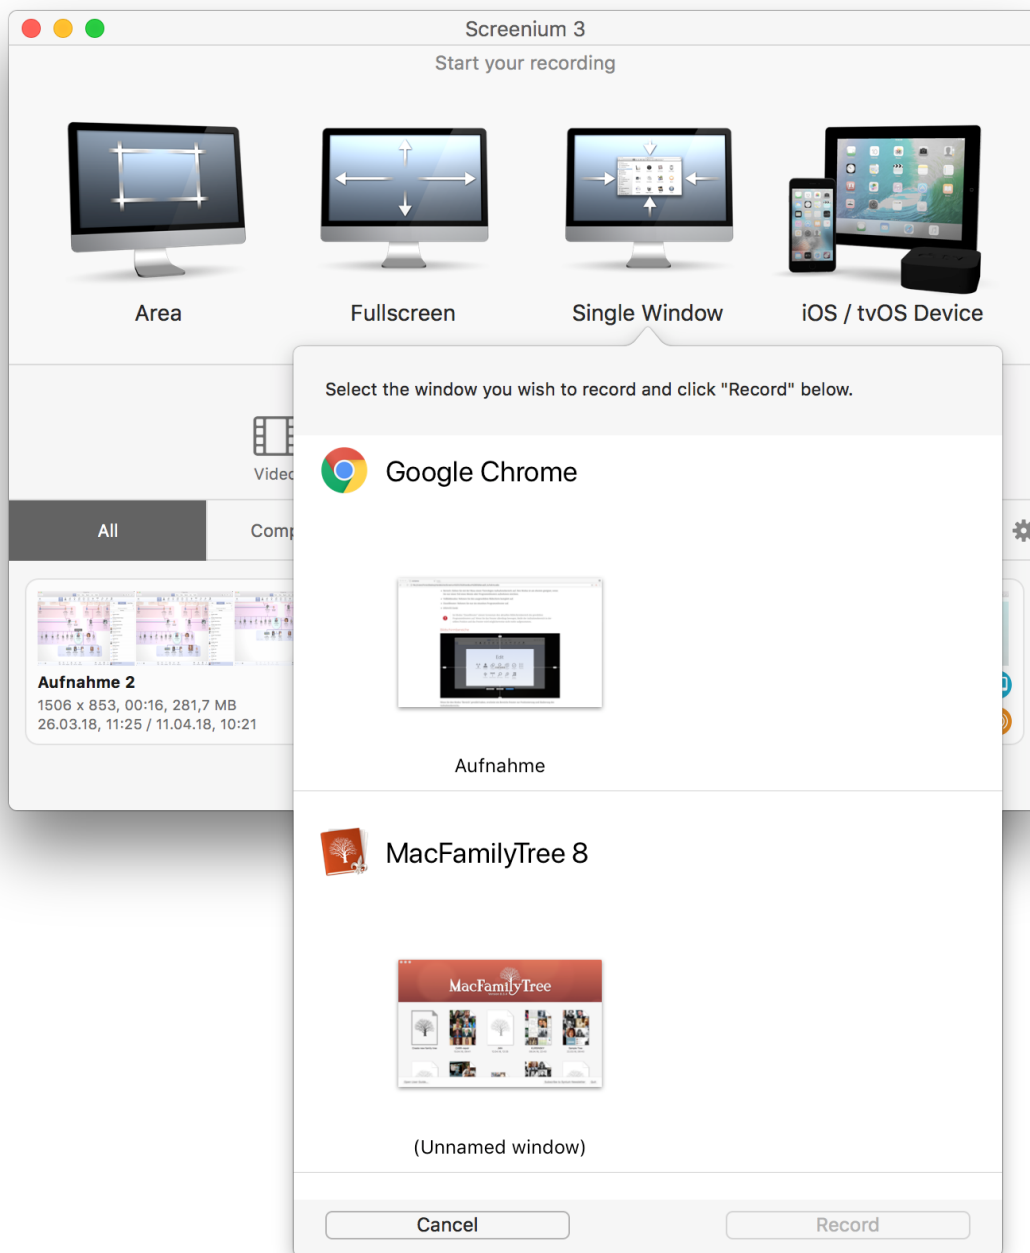 Screenium 3
Start your recording
Area
Fullscreen
Single Window
iOS / tvOS Device
Select the window you wish to record and click "Record" below.
Google Chrome
All
Aufnahme 2
1506 x 853, 00:16, 281,7 MB
26.03.18, 11:25 / 11.04.18, 10:21
Edit
Aufnahme
MacFamilyTree 8
MacFamilyTree
(Unnamed window)
Cancel
Record